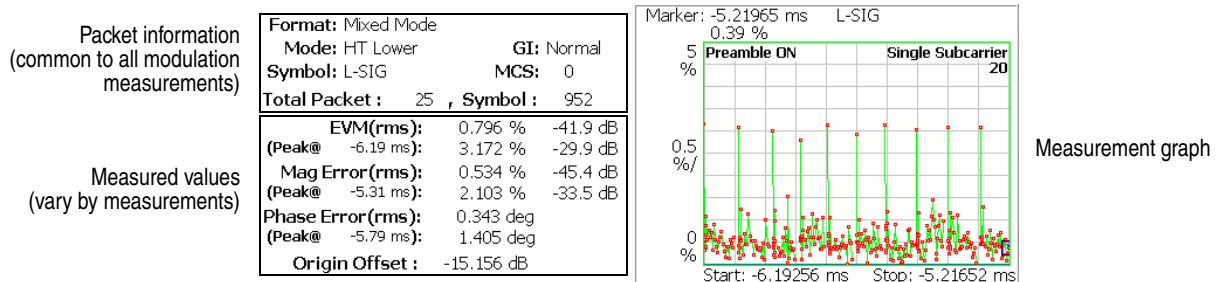 Packet information
(common to all modulation
measurements)
Format: Mixed Mode
Mode: HT Lower GI: Normal
Symbol: L-SIG MCS: 0
Total Packet : 25 , Symbol : 952
Measured values
(vary by measurements)
EVM(rms): 0.796 % -41.9 dB
(Peak@ -6.19 ms): 3.172 % -29.9 dB
Mag Error(rms): 0.534 % -45.4 dB
(Peak@ -5.31 ms): 2.103 % -33.5 dB
Phase Error(rms): 0.343 deg
(Peak@ -5.79 ms): 1.405 deg
Origin Offset : -15.156 dB
Marker: -5.21965 ms L-SIG
0.39 %
5
%
Preamble ON Single Subcarrier
20
0.5
%/
0
%
Start: -6.19256 ms Stop: -5.21652 ms
Measurement graph